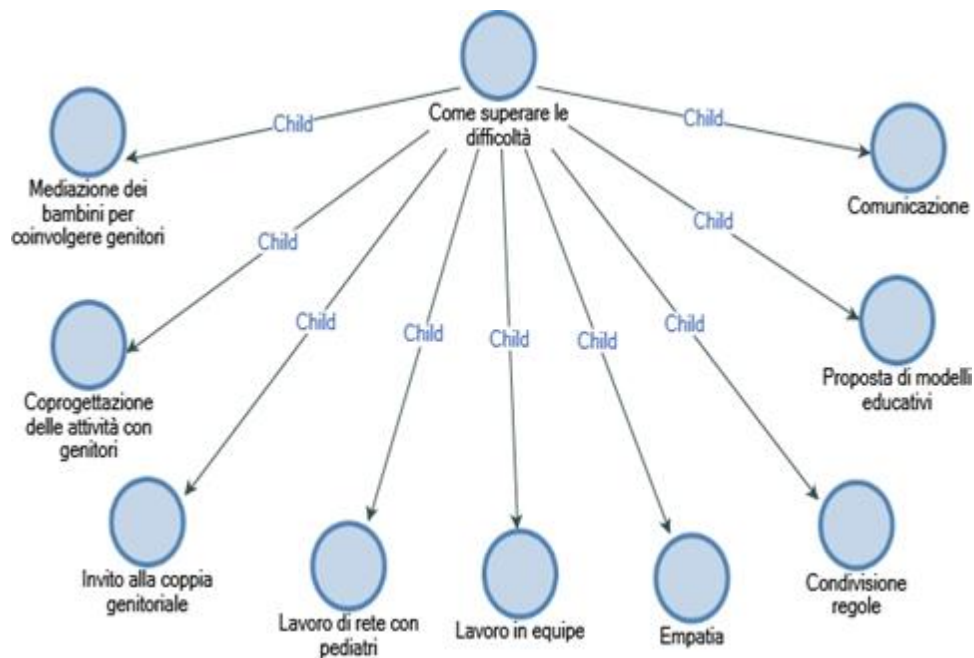 Come superare le
difficoltà
Child
Child
Child
Child
Child
Child
Child
Child
Child
Mediazione dei
bambini per
coinvolgere genitori
Coprogettazione
delle attività con
genitori
Invito alla coppia
genitoriale
Lavoro di rete con
pediatri
Lavoro in equipe
Empatia
Condivisione
regole
Proposta di modelli
educativi
Comunicazione